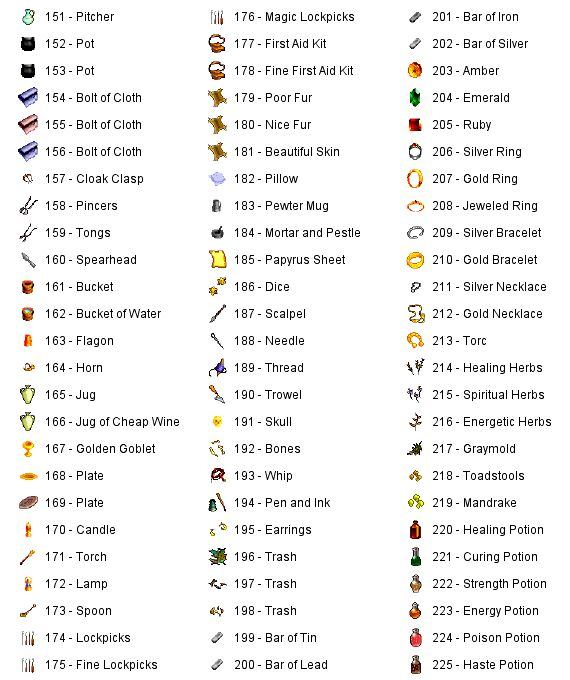 151 - Pitcher
152 - Pot
153 - Pot
154 - Bolt of Cloth
155 - Bolt of Cloth
156 - Bolt of Cloth
157 - Cloak Clasp
158 - Pincers
159 - Tongs
160 - Spearhead
161 - Bucket
162 - Bucket of Water
163 - Flagon
164 - Horn
165 - Jug
166 - Jug of Cheap Wine
167 - Golden Goblet
168 - Plate
169 - Plate
170 - Candle
171 - Torch
172 - Lamp
173 - Spoon
174 - Lockpicks
175 - Fine Lockpicks
176 - Magic Lockpicks
177 - First Aid Kit
178 - Fine First Aid Kit
179 - Poor Fur
180 - Nice Fur
181 - Beautiful Skin
182 - Pillow
183 - Pewter Mug
184 - Mortar and Pestle
185 - Papyrus Sheet
186 - Dice
187 - Scalpel
188 - Needle
189 - Thread
190 - Trowel
191 - Skull
192 - Bones
193 - Whip
194 - Pen and Ink
195 - Earrings
196 - Trash
197 - Trash
198 - Trash
199 - Bar of Tin
200 - Bar of Lead
201 - Bar of Iron
202 - Bar of Silver
203 - Amber
204 - Emerald
205 - Ruby
206 - Silver Ring
207 - Gold Ring
208 - Jeweled Ring
209 - Silver Bracelet
210 - Gold Bracelet
211 - Silver Necklace
212 - Gold Necklace
213 - Torc
214 - Healing Herbs
215 - Spiritual Herbs
216 - Energetic Herbs
217 - Graymold
218 - Toadstools
219 - Mandrake
220 - Healing Potion
221 - Curing Potion
222 - Strength Potion
223 - Energy Potion
224 - Poison Potion
225 - Haste Potion